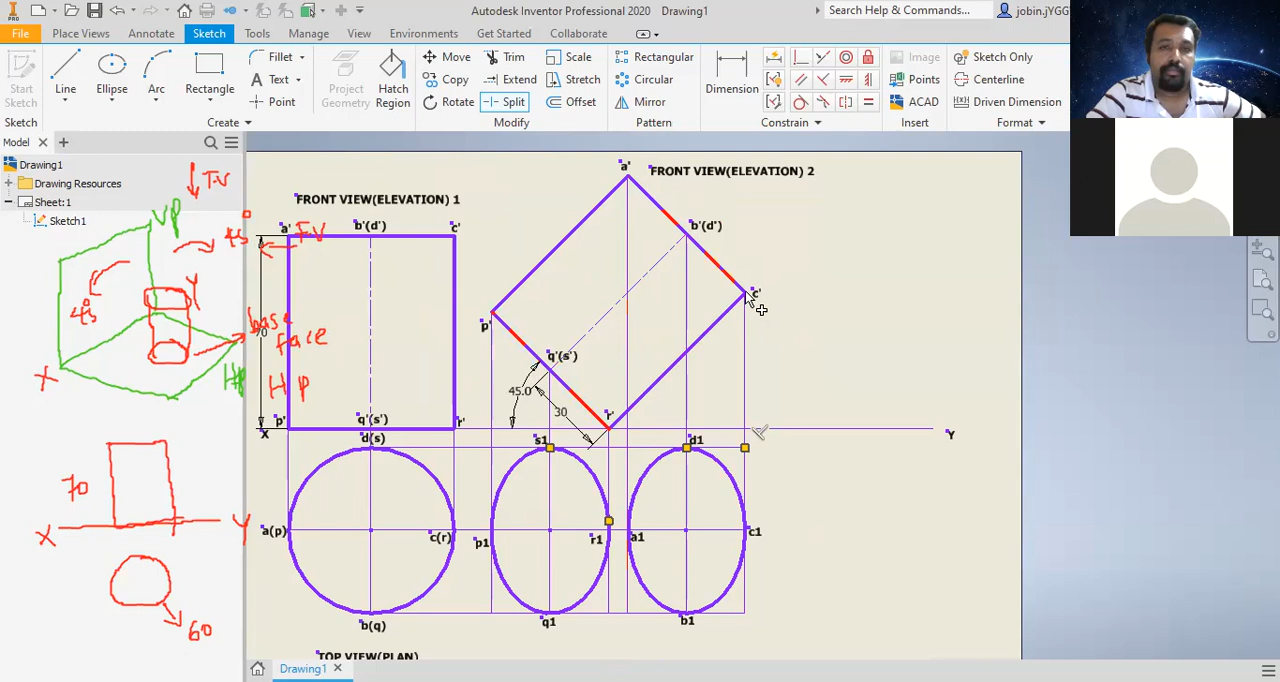 PRO
Autodesk Inventor Professional 2020 Drawing1
Search Help & Commands...
jobin.jYGGT
File Place Views Annotate Sketch Tools Manage View Environments Get Started Collaborate
Start Sketch
Line Ellipse Arc Rectangle
Fillet
Text
Point
Project Geometry
Hatch Region
Move Trim Scale
Copy Extend Stretch
Rotate Split Offset
Rectangular
Circular
Mirror
Dimension
Image
Points
ACAD
Sketch Only
Centerline
Driven Dimension
Sketch Create Modify Pattern Constrain Insert Format
Model
Drawing1
Drawing Resources
Sheet:1
Sketch1
T.V
VP
45°
F.V
45°
Y
base
Face
X
HP
HP
70
X
Y
60
FRONT VIEW(ELEVATION) 1
a'
b'(d')
c'
70
p'
q'(s')
r'
X
d(s)
a(p)
c(r)
b(q)
TOP VIEW(PLAN)
FRONT VIEW(ELEVATION) 2
a'
b'(d')
c'
p'
q'(s')
45.0
30
r'
Y
s1
d1
p1
r1
a1
c1
q1
b1
Drawing1